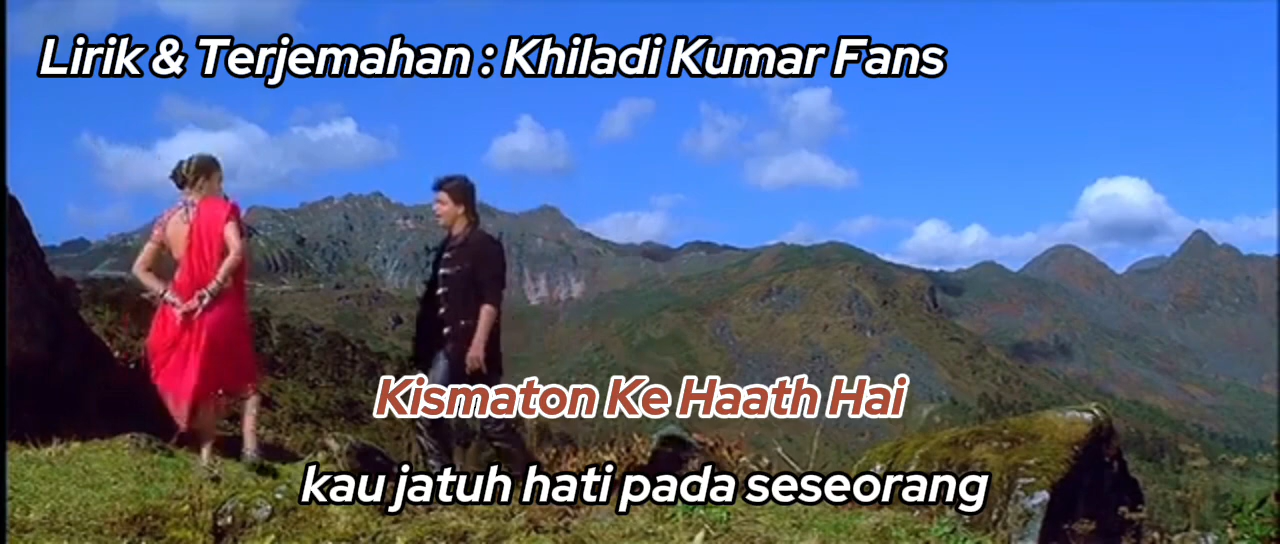 Lirik & Terjemahan : Khiladi Kumar Fans
Kismaton Ke Haath Hai
kau jatuh hati pada seseorang